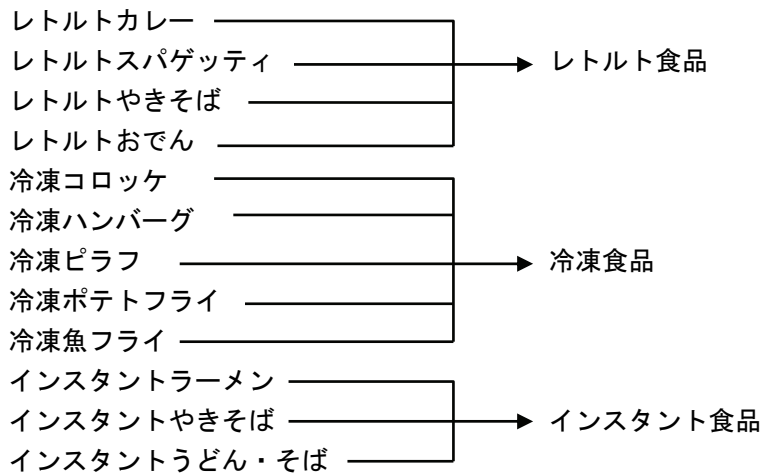 レトルトカレー
レトルトスパゲッティ レトルト食品
レトルトやきそば
レトルトおでん
冷凍コロッケ
冷凍ハンバーグ
冷凍ピラフ 冷凍食品
冷凍ポテトフライ
冷凍魚フライ
インスタントラーメン
インスタントやきそば インスタント食品
インスタントうどん・そば